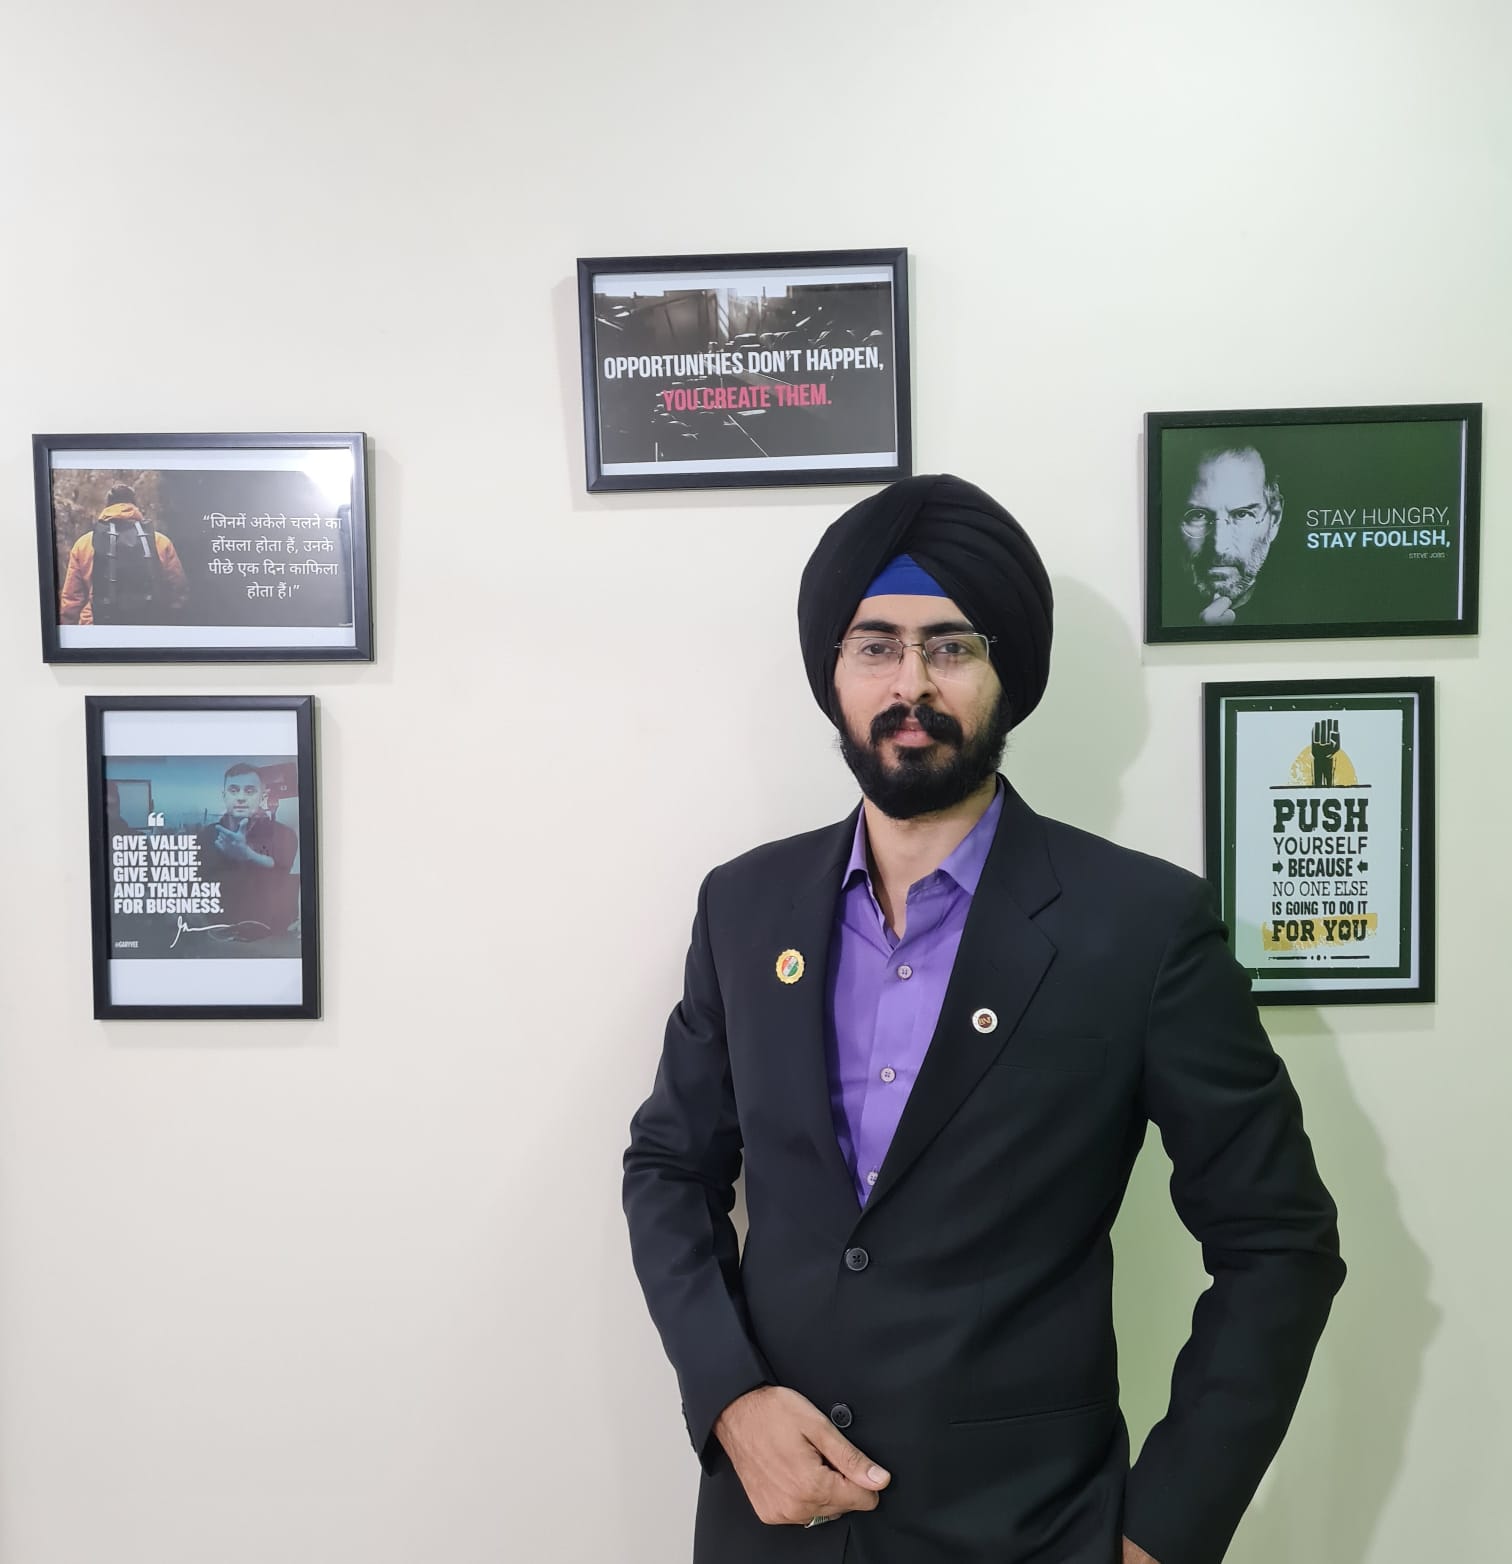 OPPORTUNITIES DON'T HAPPEN,
YOU CREATE THEM.
“जिनमें अकेले चलने का
होंसला होता हैं, उनके
पीछे एक दिन काफिला
होता हैं।”
STAY HUNGRY,
STAY FOOLISH,
STEVE JOBS
“
GIVE VALUE.
GIVE VALUE.
GIVE VALUE.
AND THEN ASK
FOR BUSINESS.
@GARYVEE
PUSH
YOURSELF
BECAUSE
NO ONE ELSE
IS GOING TO DO IT
FOR YOU